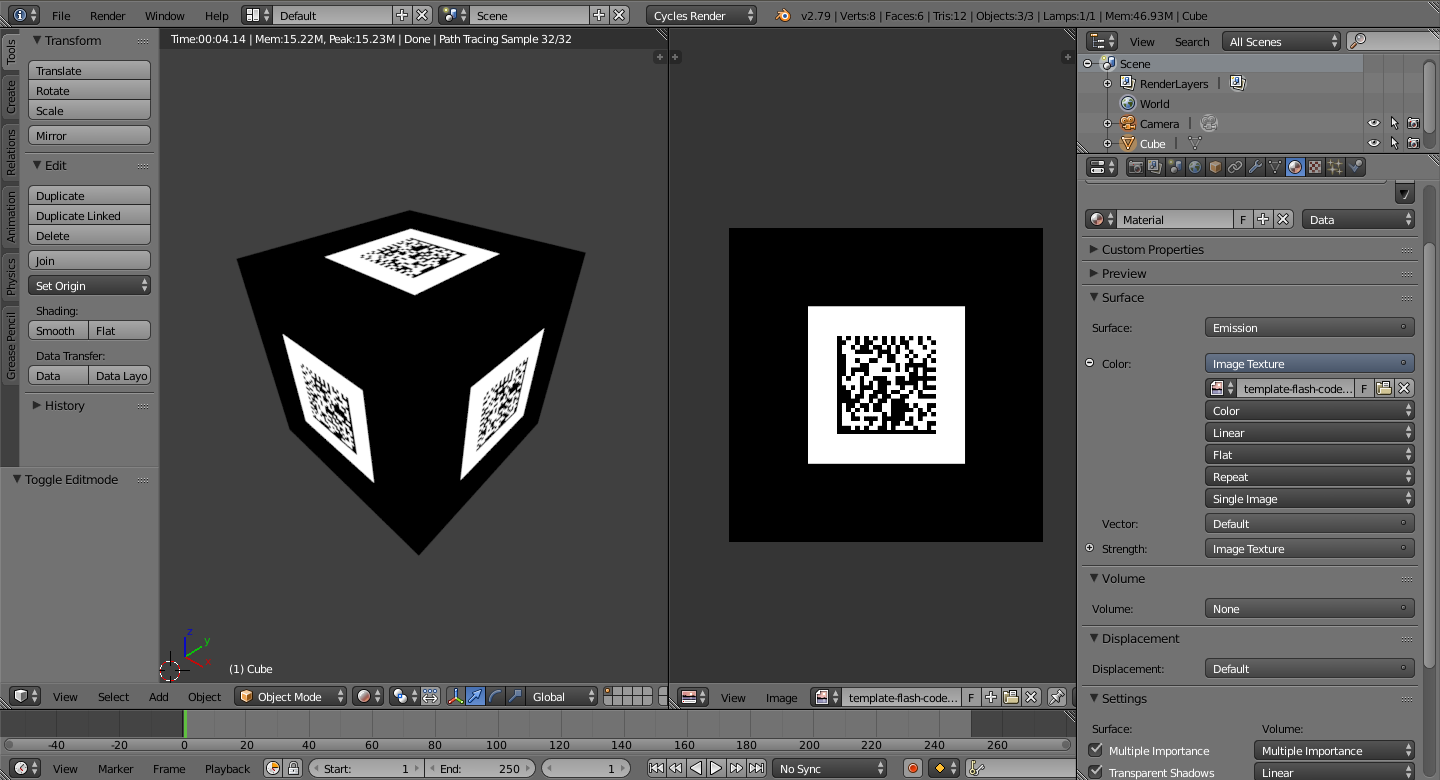 File Render Window Help Default Scene Cycles Render v2.79 | Verts:8 | Faces:6 | Tris:12 | Objects:3/3 | Lamps:1/1 | Mem:46.93M | Cube
Time:00:04.14 | Mem:15.22M, Peak:15.23M | Done | Path Tracing Sample 32/32
Tools
Create
Relations
Animation
Physics
Grease Pencil
Transform
Translate
Rotate
Scale
Mirror
Edit
Duplicate
Duplicate Linked
Delete
Join
Set Origin
Shading:
Smooth Flat
Data Transfer:
Data Data Layo
History
Toggle Editmode
z
y
(1) Cube
View Select Add Object Object Mode Global
View Image template-flash-code... F
View Search All Scenes
Scene
RenderLayers |
World
Camera |
Cube |
Material F Data
Custom Properties
Preview
Surface
Surface: Emission
Color: Image Texture
template-flash-code... F
Color
Linear
Flat
Repeat
Single Image
Vector: Default
Strength: Image Texture
Volume
Volume: None
Displacement
Displacement: Default
Settings
Surface: Volume:
Multiple Importance Multiple Importance
Transparent Shadows Linear
-40 -20 0 20 40 60 80 100 120 140 160 180 200 220 240 260
View Marker Frame Playback Start: 1 End: 250 1 No Sync